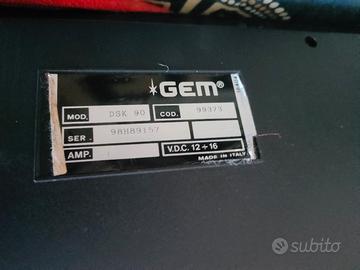 GEM®
MOD. DSK 90 COD. 99373
SER. 98H89157
AMP. V.D.C. 12÷16
MADE IN ITALY
subito